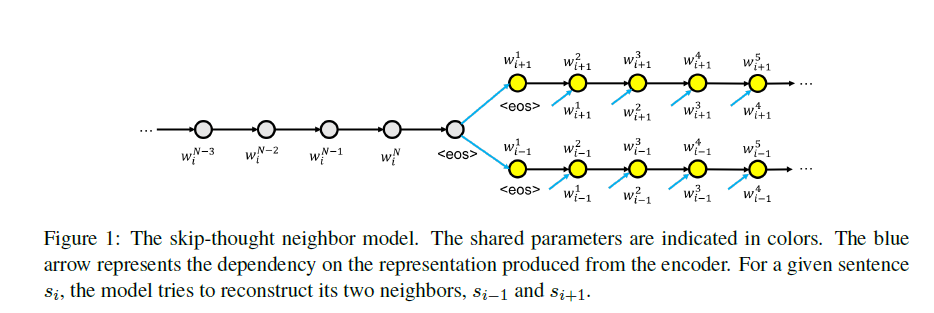 w_{i+1}^1 w_{i+1}^2 w_{i+1}^3 w_{i+1}^4 w_{i+1}^5
...
<eos> w_{i+1}^1 w_{i+1}^2 w_{i+1}^3 w_{i+1}^4
...
w_i^{N-3} w_i^{N-2} w_i^{N-1} w_i^N <eos>
w_{i-1}^1 w_{i-1}^2 w_{i-1}^3 w_{i-1}^4 w_{i-1}^5
...
<eos> w_{i-1}^1 w_{i-1}^2 w_{i-1}^3 w_{i-1}^4
Figure 1: The skip-thought neighbor model. The shared parameters are indicated in colors. The blue
arrow represents the dependency on the representation produced from the encoder. For a given sentence
s_i, the model tries to reconstruct its two neighbors, s_{i-1} and s_{i+1}.